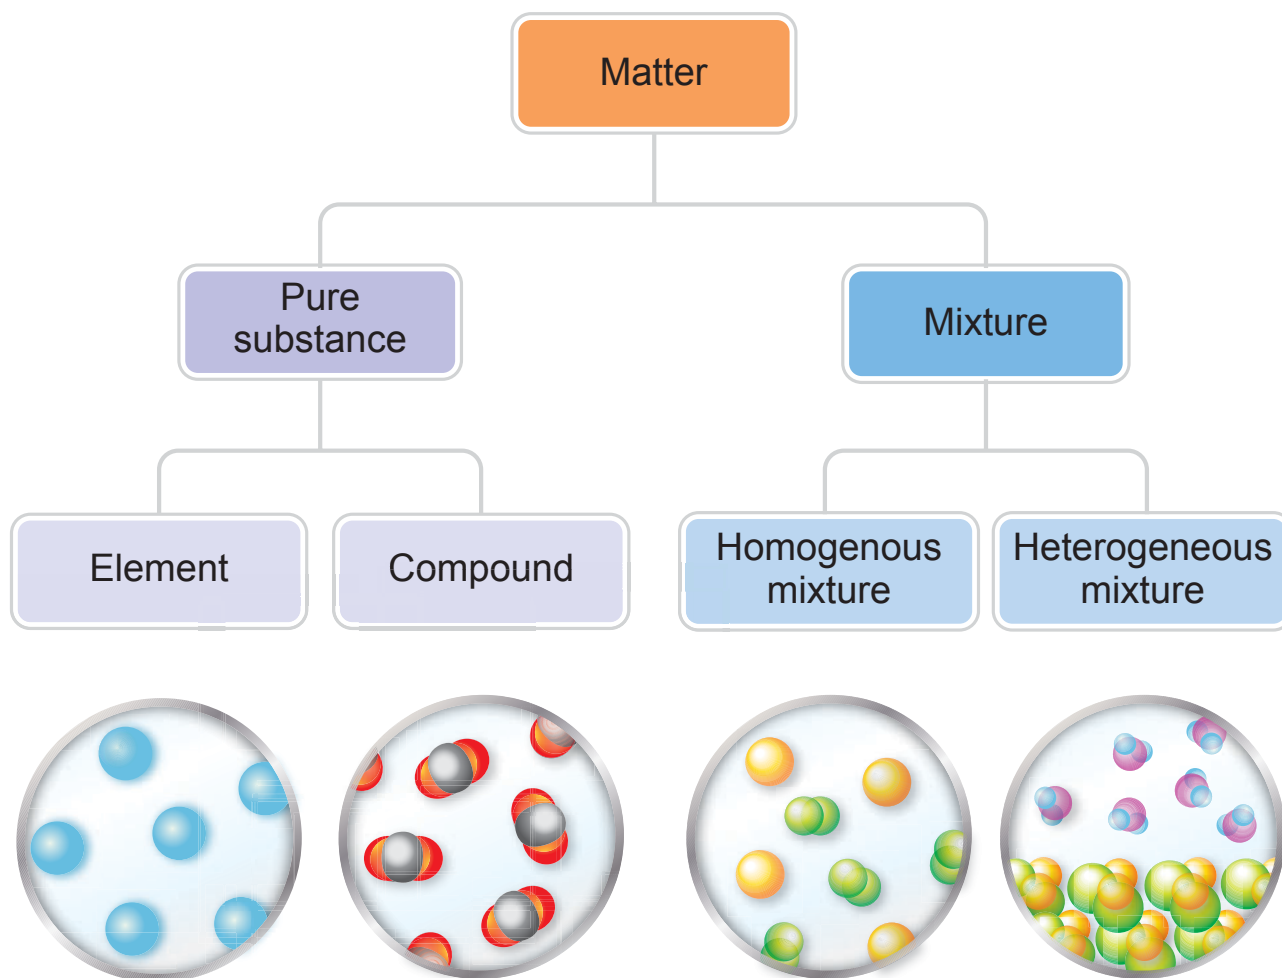 Matter
Pure
substance
Mixture
Element
Compound
Homogenous
mixture
Heterogeneous
mixture